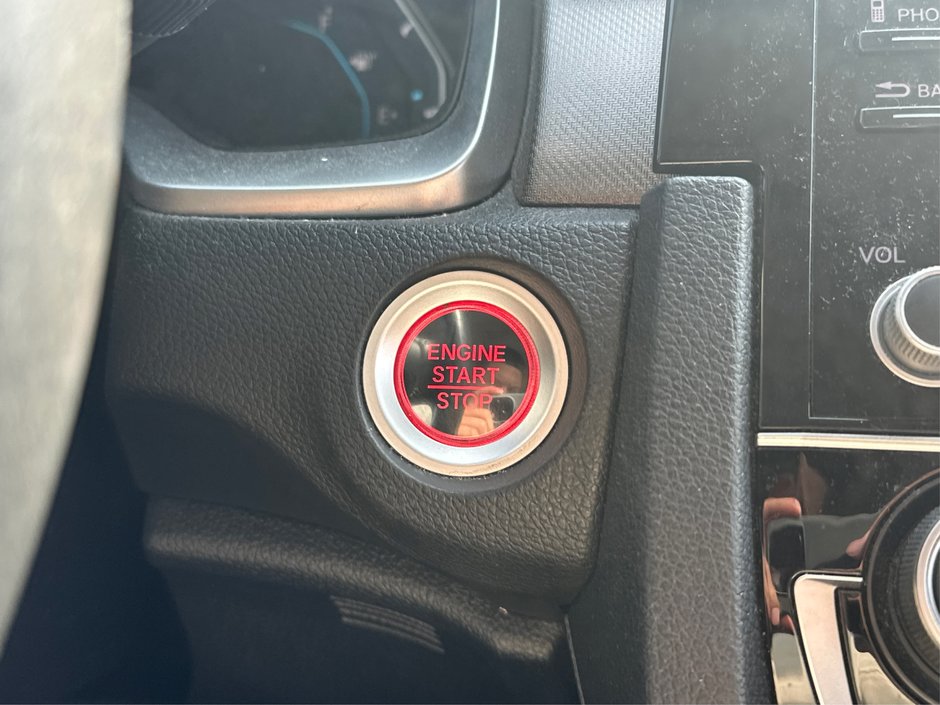 PHO
BA
VOL
ENGINE
START
STOP
F
E